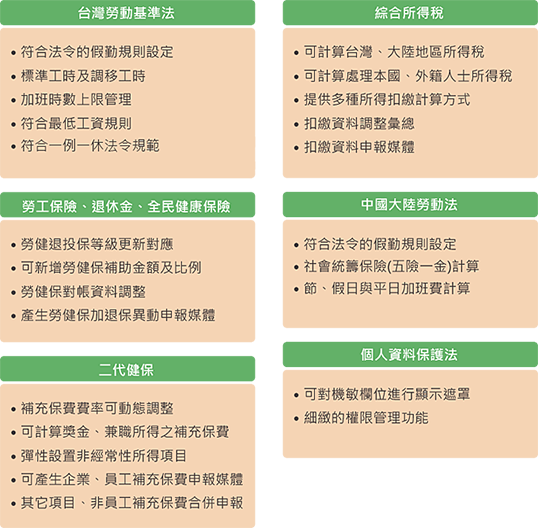 台灣勞動基準法
• 符合法令的假勤規則設定
• 標準工時及調移工時
• 加班時數上限管理
• 符合最低工資規則
• 符合一例一休法令規範
勞工保險、退休金、全民健康保險
• 勞健退投保等級更新對應
• 可新增勞健保補助金額及比例
• 勞健保對帳資料調整
• 產生勞健保加退保異動申報媒體
二代健保
• 補充保費費率可動態調整
• 可計算獎金、兼職所得之補充保費
• 彈性設置非經常性所得項目
• 可產生企業、員工補充保費申報媒體
• 其它項目、非員工補充保費合併申報
綜合所得稅
• 可計算台灣、大陸地區所得稅
• 可計算處理本國、外籍人士所得稅
• 提供多種所得扣繳計算方式
• 扣繳資料調整彙總
• 扣繳資料申報媒體
中國大陸勞動法
• 符合法令的假勤規則設定
• 社會統籌保險(五險一金)計算
• 節、假日與平日加班費計算
個人資料保護法
• 可對機敏欄位進行顯示遮罩
• 細緻的權限管理功能